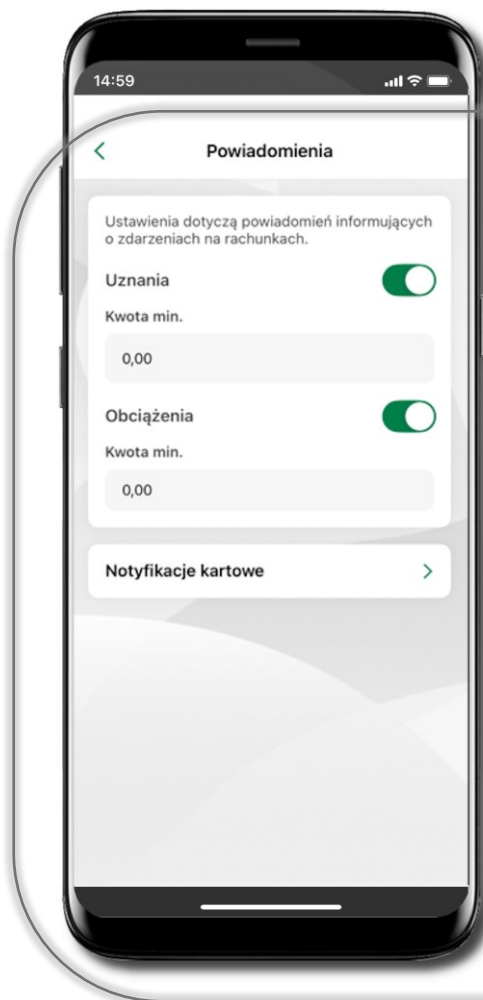 14:59
Powiadomienia
Ustawienia dotyczą powiadomień informujących
o zdarzeniach na rachunkach.
Uznania
Kwota min.
0,00
Obciążenia
Kwota min.
0,00
Notyfikacje kartowe